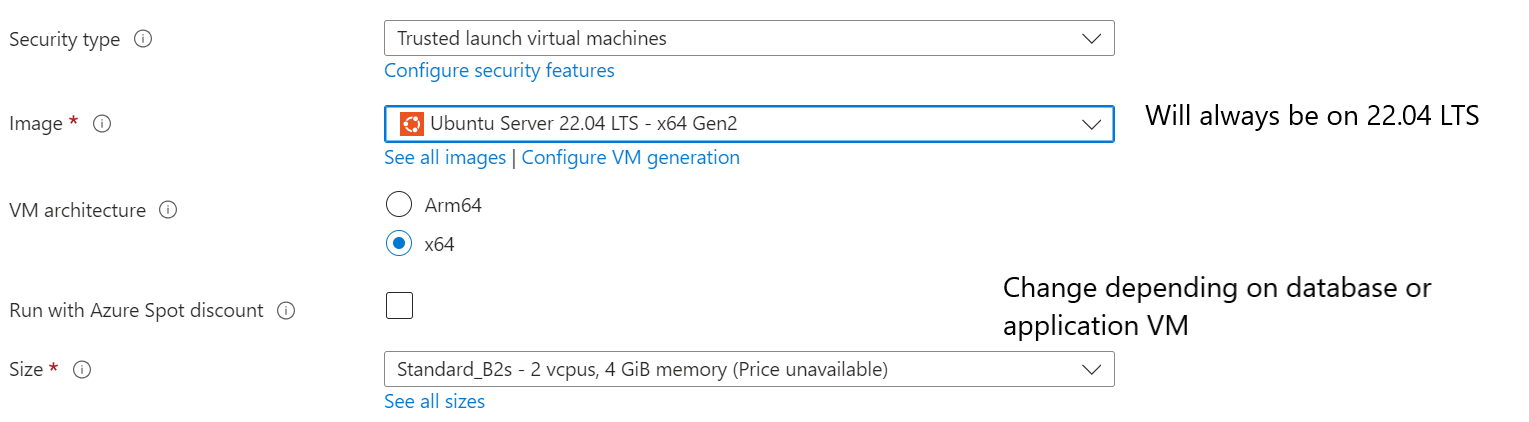 Security type
Trusted launch virtual machines
Configure security features
Image *
Ubuntu Server 22.04 LTS - x64 Gen2
Will always be on 22.04 LTS
See all images | Configure VM generation
VM architecture
Arm64
x64
Change depending on database or
application VM
Run with Azure Spot discount
Size *
Standard_B2s - 2 vcpus, 4 GiB memory (Price unavailable)
See all sizes